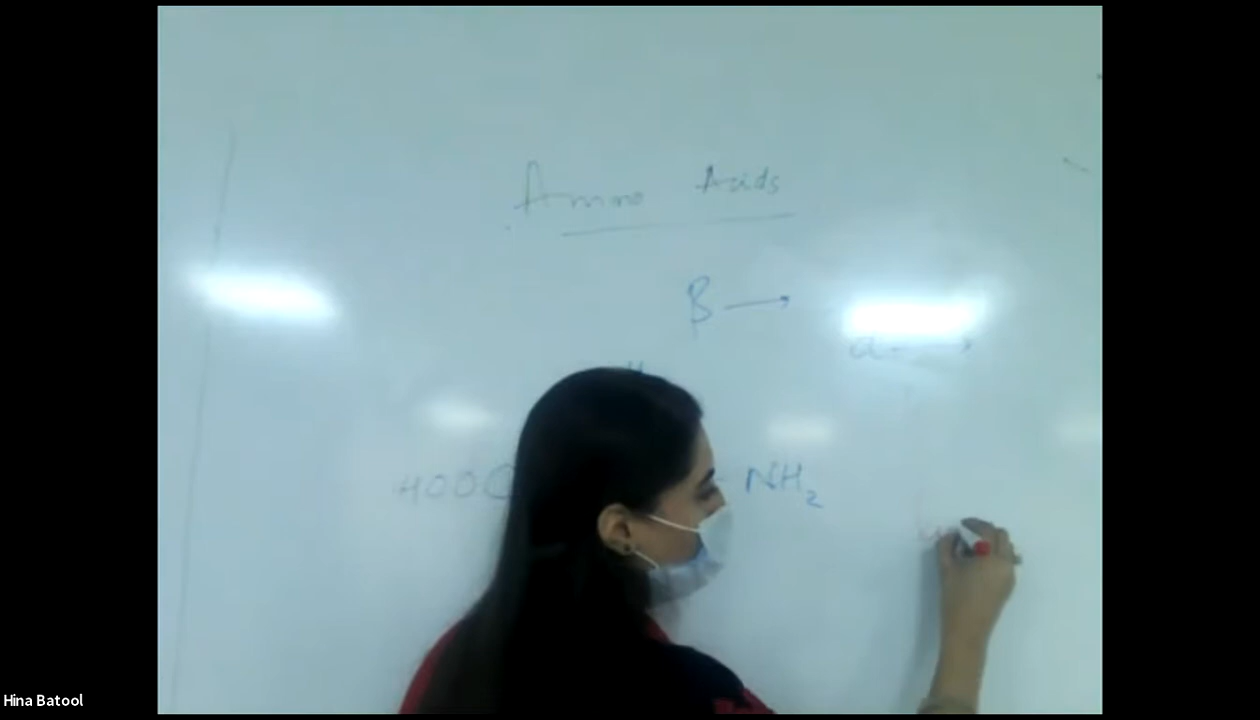 Amino Acids
β →
H
HOOC NH2
Hina Batool